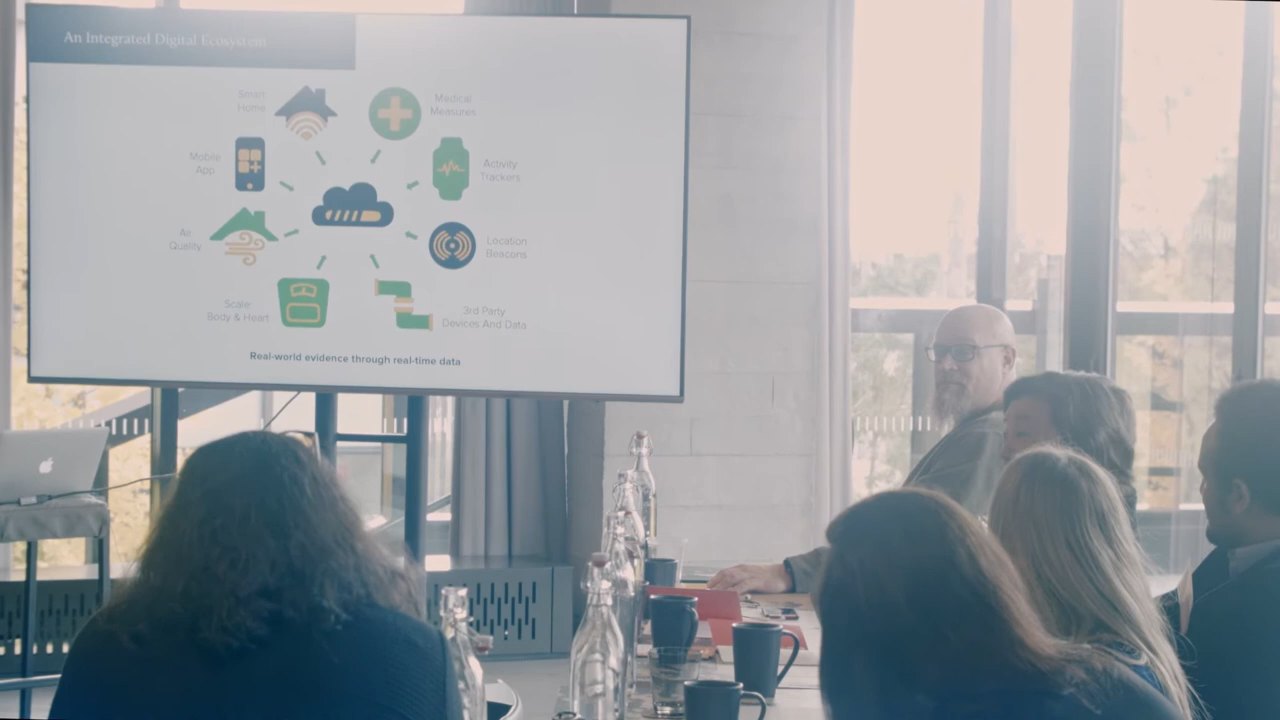 An Integrated Digital Ecosystem
Smart
Home
Medical
Measures
Mobile
App
Activity
Trackers
Air
Quality
Location
Beacons
Scale:
Body & Heart
3rd Party
Devices And Data
Real-world evidence through real-time data